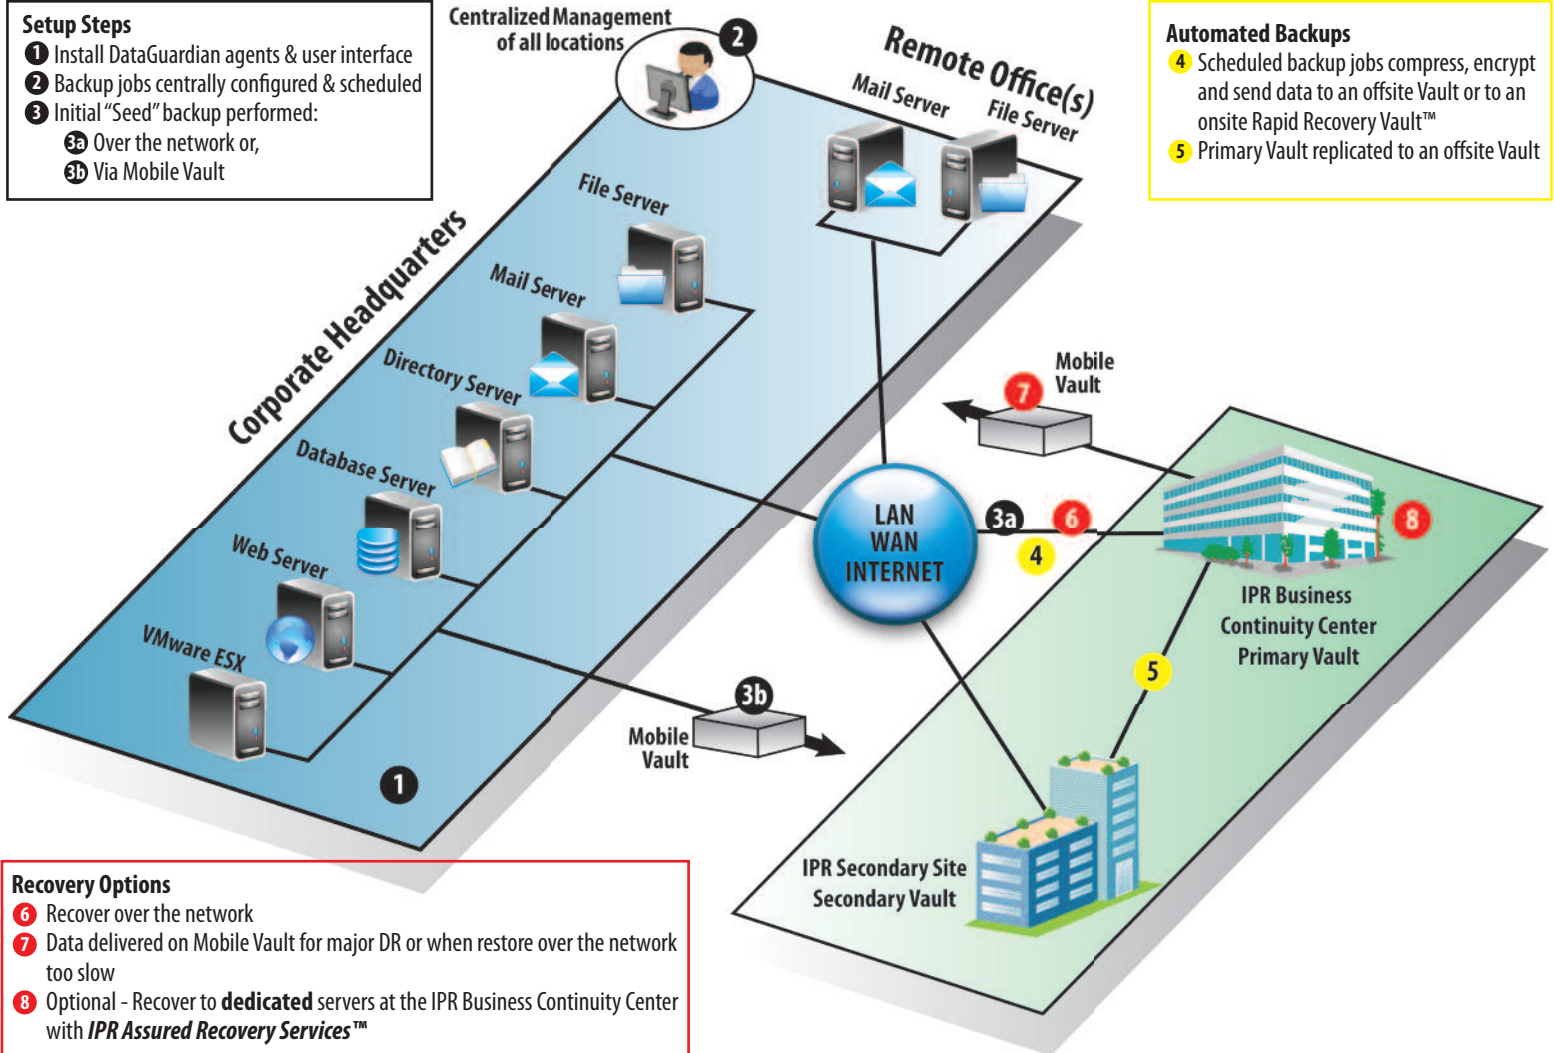 Setup Steps
1 Install DataGuardian agents & user interface
2 Backup jobs centrally configured & scheduled
3 Initial “Seed” backup performed:
3a Over the network or,
3b Via Mobile Vault
Centralized Management
of all locations
2
Remote Office(s)
Mail Server
File Server
Automated Backups
4 Scheduled backup jobs compress, encrypt
and send data to an offsite Vault or to an
onsite Rapid Recovery Vault™
5 Primary Vault replicated to an offsite Vault
Corporate Headquarters
File Server
Mail Server
Directory Server
Database Server
Web Server
VMware ESX
1
Mobile
Vault
7
LAN
WAN
INTERNET
3a
6
4
8
IPR Business
Continuity Center
Primary Vault
5
3b
Mobile
Vault
IPR Secondary Site
Secondary Vault
Recovery Options
6 Recover over the network
7 Data delivered on Mobile Vault for major DR or when restore over the network
too slow
8 Optional - Recover to dedicated servers at the IPR Business Continuity Center
with IPR Assured Recovery Services™